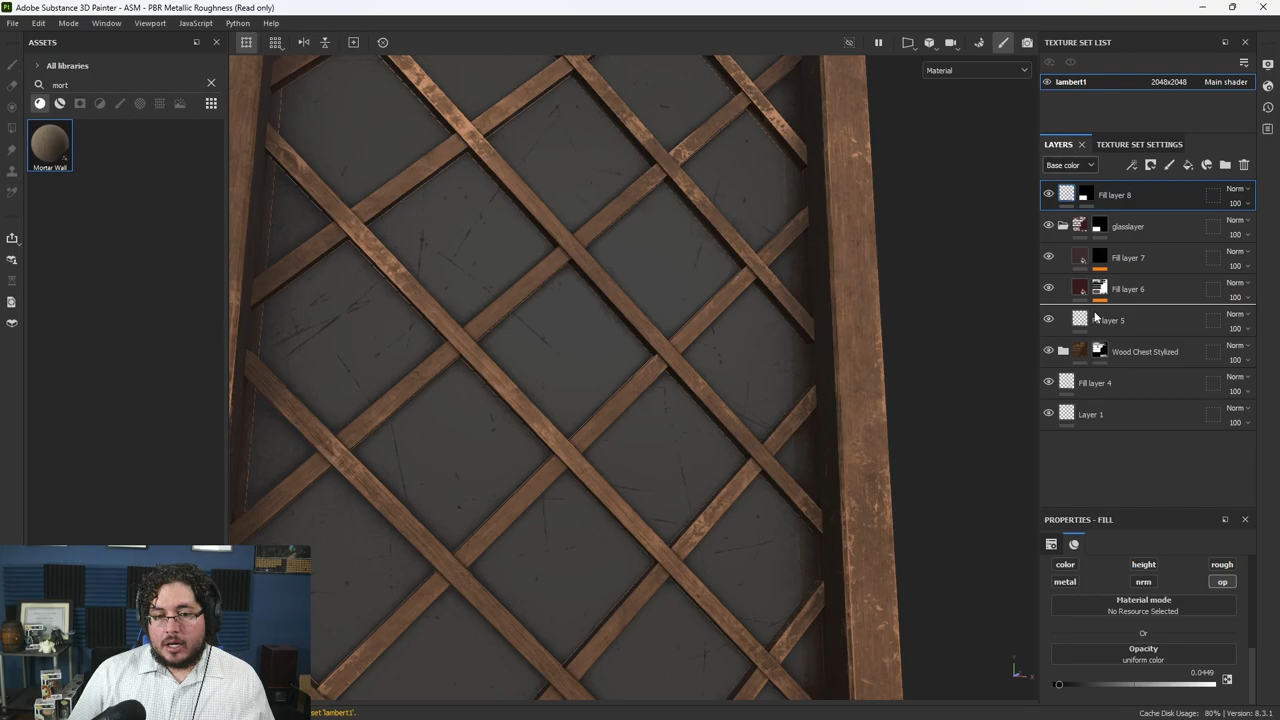 Adobe Substance 3D Painter - ASM - PBR Metallic Roughness (Read only)
File Edit Mode Window Viewport JavaScript Python Help
ASSETS
All libraries
mort
Mortar Wall
Material
TEXTURE SET LIST
lambert1 2048x2048 Main shader
LAYERS TEXTURE SET SETTINGS
Base color
Fill layer 8 Norm 100
glasslayer Norm 100
Fill layer 7 Norm 100
Fill layer 6 Norm 100
layer 5 Norm 100
Wood Chest Stylized Norm 100
Fill layer 4 Norm 100
Layer 1 Norm 100
PROPERTIES - FILL
color height rough
metal nrm op
Material mode
No Resource Selected
Or
Opacity
uniform color
0.0449
set 'lambert1'.
Cache Disk Usage: 80% | Version: 8.3.1